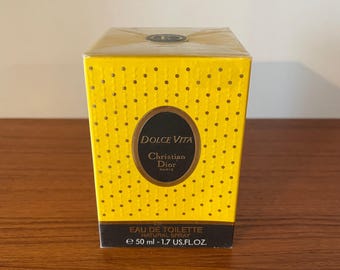 DOLCE VITA
Christian
Dior
PARIS
EAU DE TOILETTE
NATURAL SPRAY
℮ 50 ml - 1.7 US.FL.OZ.